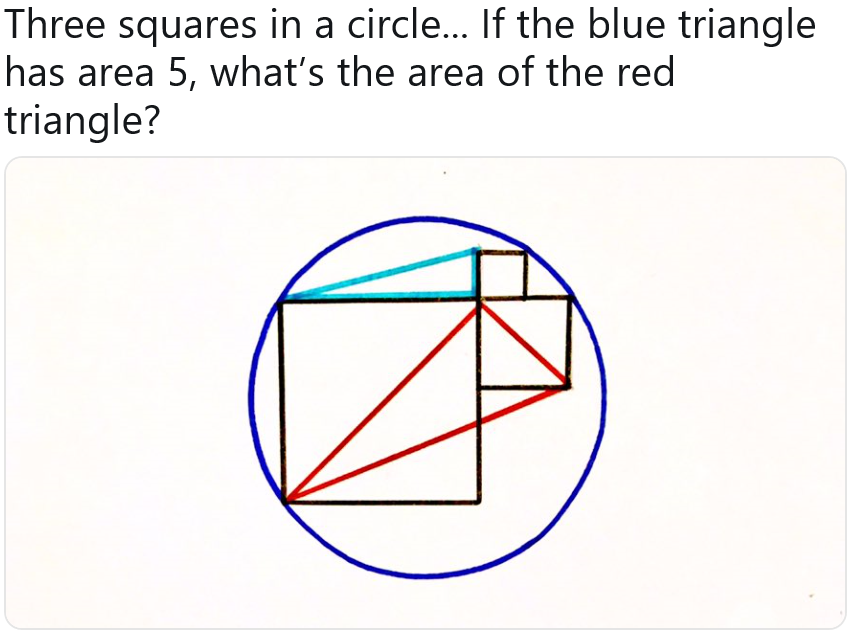 Three squares in a circle... If the blue triangle
has area 5, what’s the area of the red
triangle?